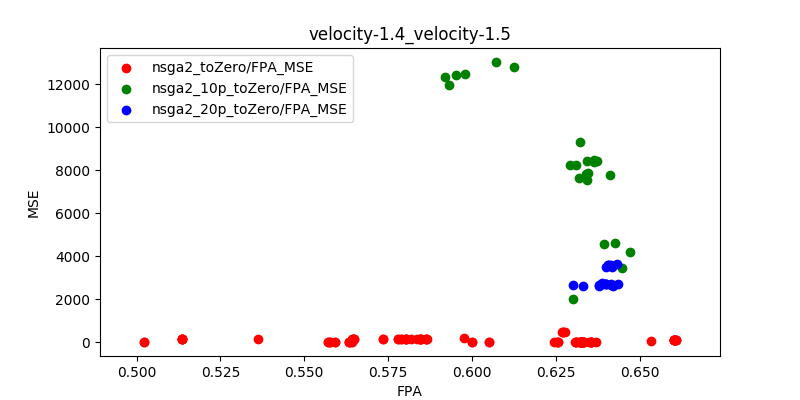 velocity-1.4_velocity-1.5
nsga2_toZero/FPA_MSE
nsga2_10p_toZero/FPA_MSE
nsga2_20p_toZero/FPA_MSE
MSE
12000
10000
8000
6000
4000
2000
0
0.500 0.525 0.550 0.575 0.600 0.625 0.650
FPA